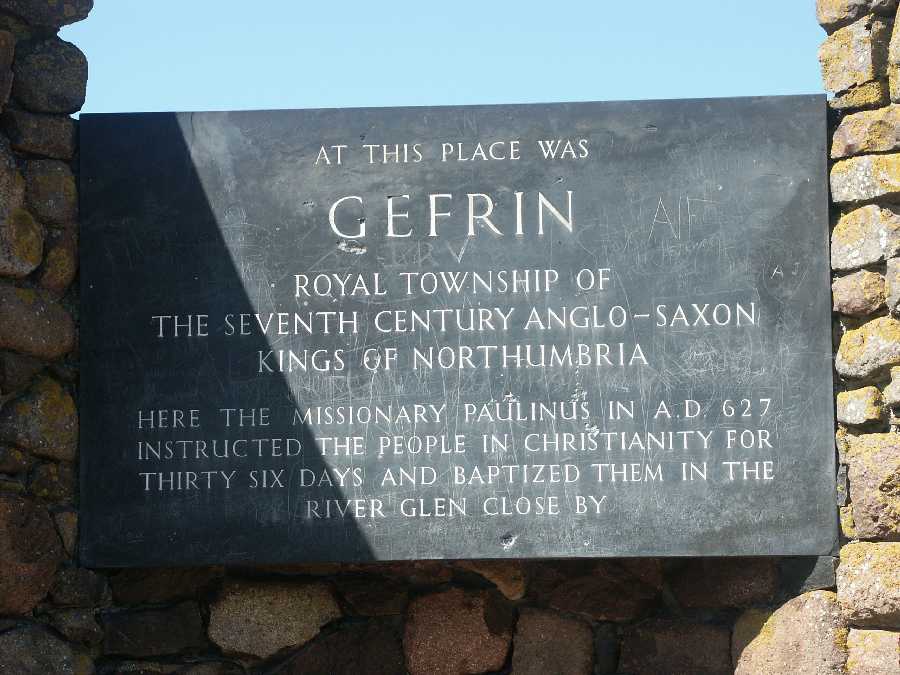 AT THIS PLACE WAS
GEFRIN
ROYAL TOWNSHIP OF
THE SEVENTH CENTURY ANGLO-SAXON
KINGS OF NORTHUMBRIA
HERE THE MISSIONARY PAULINUS IN A.D. 627
INSTRUCTED THE PEOPLE IN CHRISTIANITY FOR
THIRTY SIX DAYS AND BAPTIZED THEM IN THE
RIVER GLEN CLOSE BY